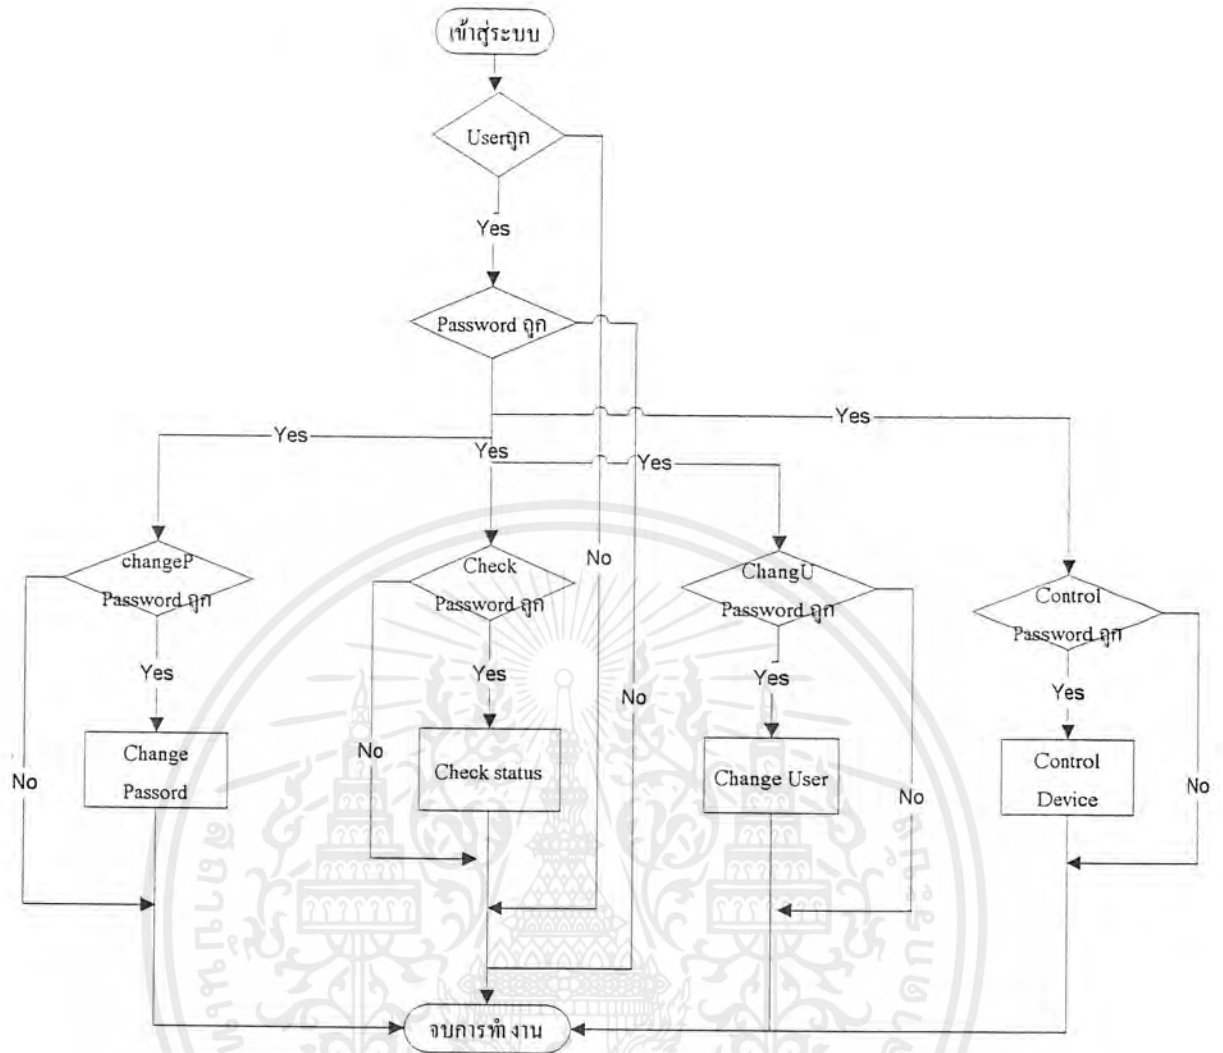 เข้าสู่ระบบ
Userถูก
Yes
Password ถูก
Yes
Yes
Yes
Yes
changeP
Password ถูก
Check
Password ถูก
No
ChangU
Password ถูก
Control
Password ถูก
Yes
Yes
Yes
No
Yes
Change
Passord
No
Check status
No
Change User
No
Control
Device
No
จบการทำงาน